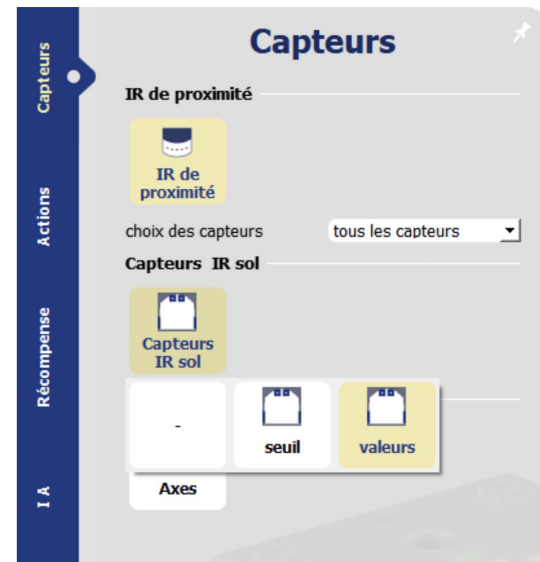 Capteurs
Capteurs
IR de proximité
IR de
proximité
choix des capteurs tous les capteurs
Capteurs IR sol
Capteurs
IR sol
-
seuil
valeurs
Axes
Actions
Récompense
I A